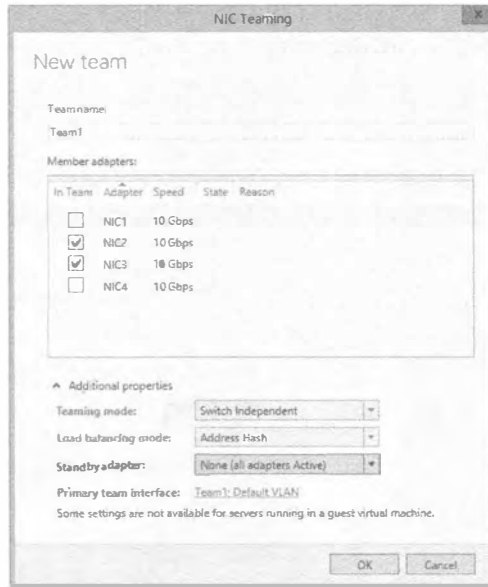 NIC Teaming
x
New team
Team name:
Team1
Member adapters:
In Team Adapter Speed State Reason
NIC1 10 Gbps
NIC2 10 Gbps
NIC3 10 Gbps
NIC4 10 Gbps
Additional properties
Teaming mode: Switch Independent
Load balancing mode: Address Hash
Standby adapter: None (all adapters Active)
Primary team interface: Team1: Default VLAN
Some settings are not available for servers running in a guest virtual machine.
OK Cancel